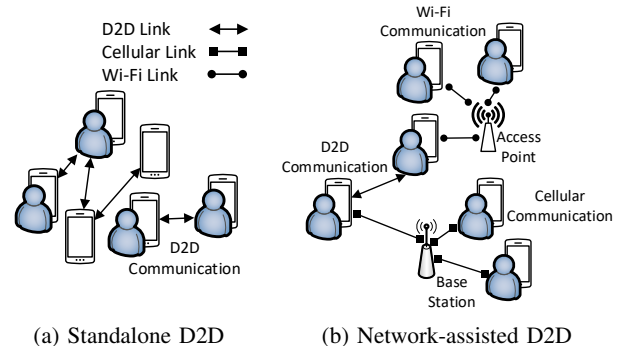 D2D Link
Cellular Link
Wi-Fi Link
D2D
Communication
(a) Standalone D2D
Wi-Fi
Communication
Access
Point
D2D
Communication
Cellular
Communication
Base
Station
(b) Network-assisted D2D